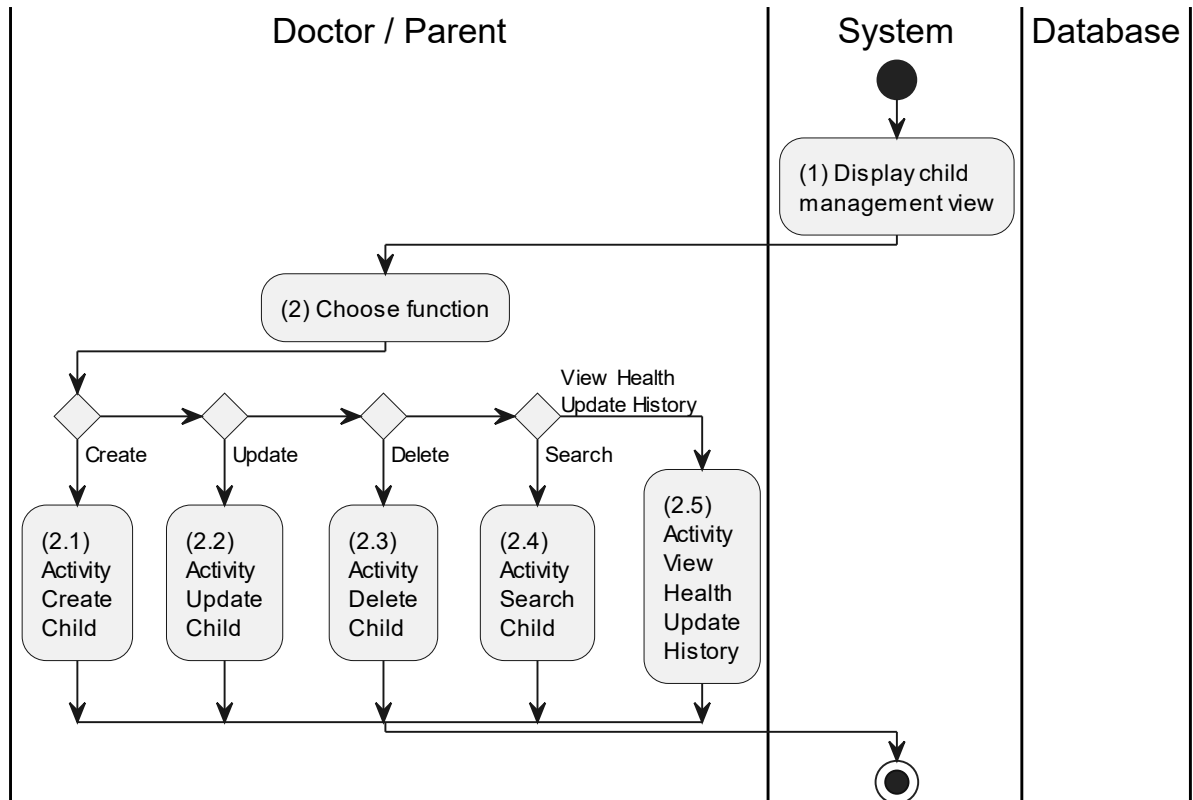 Doctor / Parent
System
Database
(1) Display child
management view
(2) Choose function
View Health
Update History
Create
Update
Delete
Search
(2.1)
Activity
Create
Child
(2.2)
Activity
Update
Child
(2.3)
Activity
Delete
Child
(2.4)
Activity
Search
Child
(2.5)
Activity
View
Health
Update
History